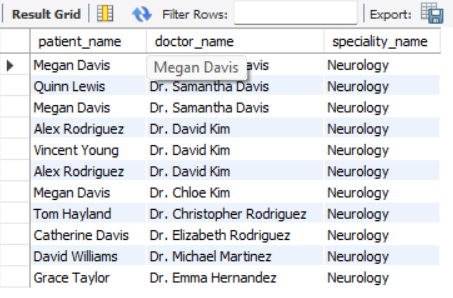 Result Grid Filter Rows: Export:
patient_name doctor_name speciality_name
Megan Davis Megan Davis avis Neurology
Quinn Lewis Dr. Samantha Davis Neurology
Megan Davis Dr. Samantha Davis Neurology
Alex Rodriguez Dr. David Kim Neurology
Vincent Young Dr. David Kim Neurology
Alex Rodriguez Dr. David Kim Neurology
Megan Davis Dr. Chloe Kim Neurology
Tom Hayland Dr. Christopher Rodriguez Neurology
Catherine Davis Dr. Elizabeth Rodriguez Neurology
David Williams Dr. Michael Martinez Neurology
Grace Taylor Dr. Emma Hernandez Neurology